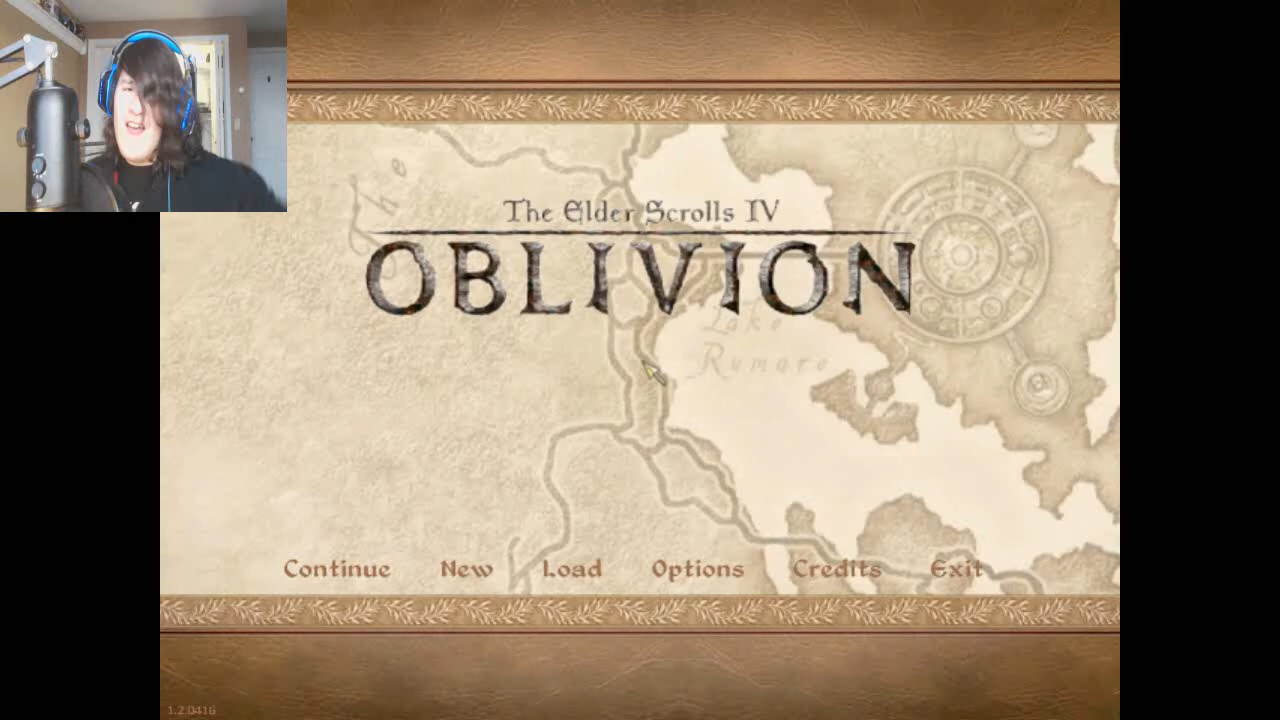 The Elder Scrolls IV
OBLIVION
Lake
Rumare
Continue New Load Options Credits Exit
1.2.0416